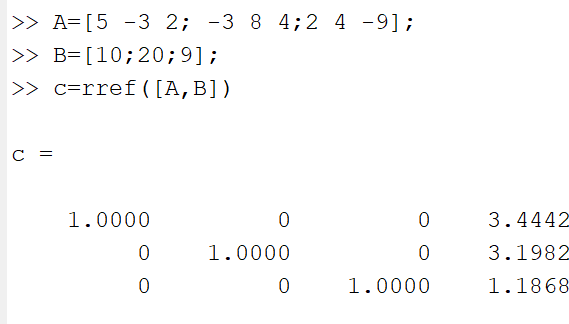 >> A=[5 -3 2; -3 8 4;2 4 -9];
>> B=[10;20;9];
>> c=rref([A,B])
c =
1.0000 0 0 3.4442
0 1.0000 0 3.1982
0 0 1.0000 1.1868